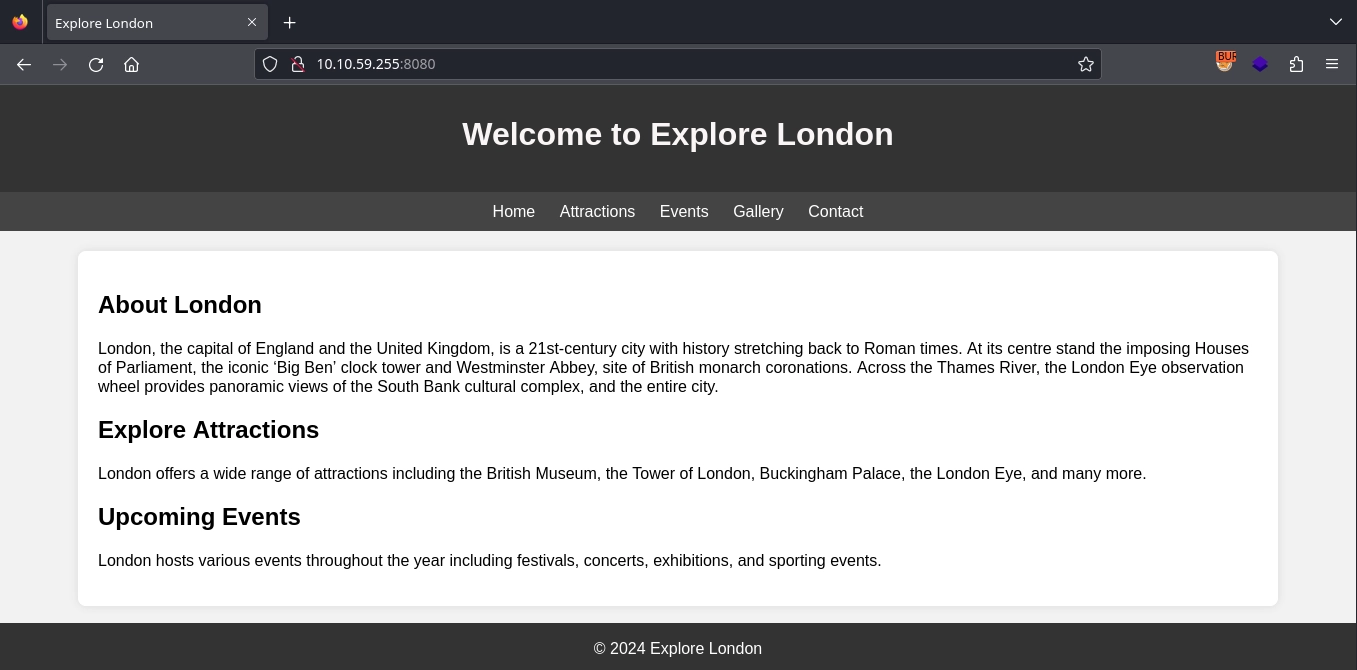 Explore London
10.10.59.255:8080
BUR
Welcome to Explore London
Home Attractions Events Gallery Contact
About London
London, the capital of England and the United Kingdom, is a 21st-century city with history stretching back to Roman times. At its centre stand the imposing Houses
of Parliament, the iconic ‘Big Ben’ clock tower and Westminster Abbey, site of British monarch coronations. Across the Thames River, the London Eye observation
wheel provides panoramic views of the South Bank cultural complex, and the entire city.
Explore Attractions
London offers a wide range of attractions including the British Museum, the Tower of London, Buckingham Palace, the London Eye, and many more.
Upcoming Events
London hosts various events throughout the year including festivals, concerts, exhibitions, and sporting events.
© 2024 Explore London